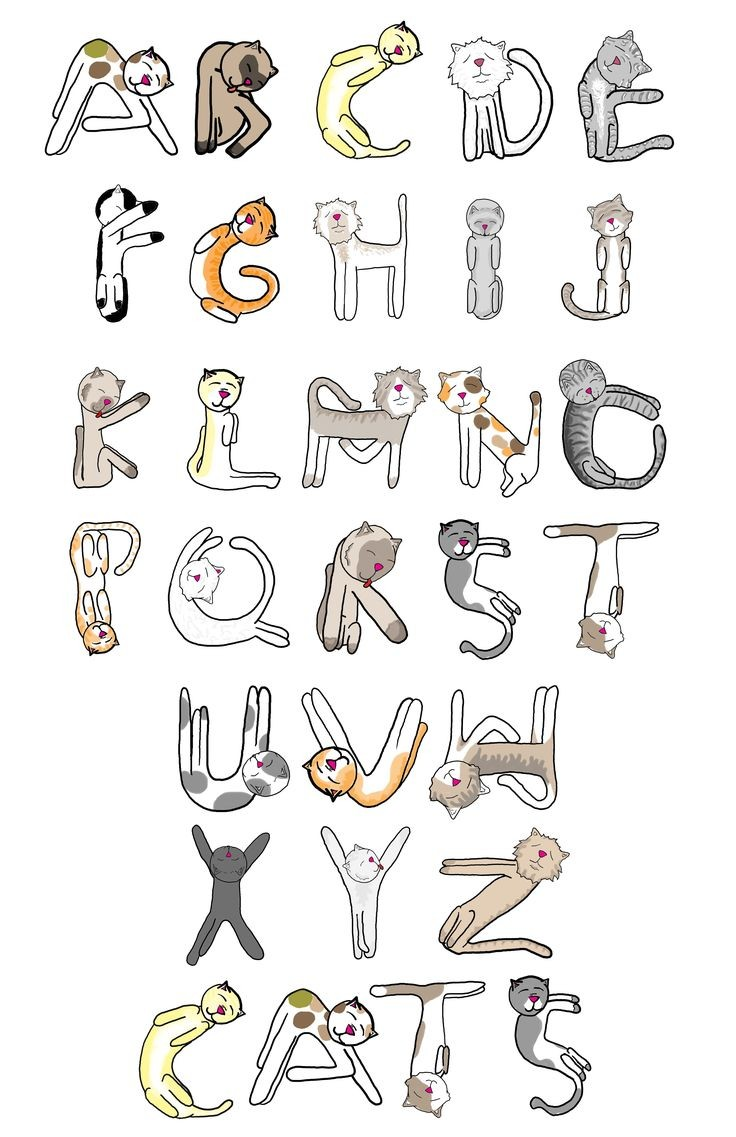 ABCDE
FGHIJ
KLMNO
PQRST
UVW
XYZ
CATS